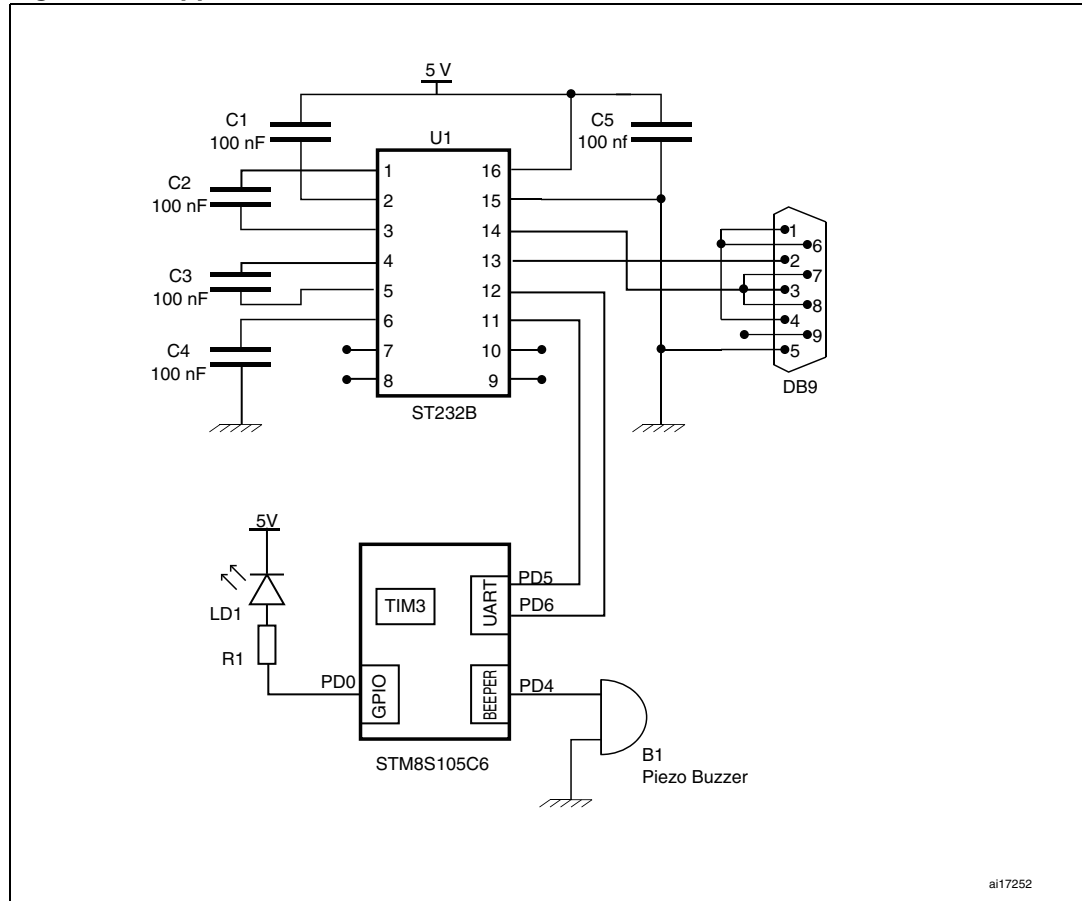 5 V
C1
100 nF
C5
100 nf
U1
C2
100 nF
C3
100 nF
C4
100 nF
1
2
3
4
5
6
7
8
16
15
14
13
12
11
10
9
ST232B
1
6
2
7
3
8
4
9
5
DB9
5V
LD1
R1
TIM3
UART
PD5
PD6
PD0
GPIO
BEEPER
PD4
STM8S105C6
B1
Piezo Buzzer
ai17252